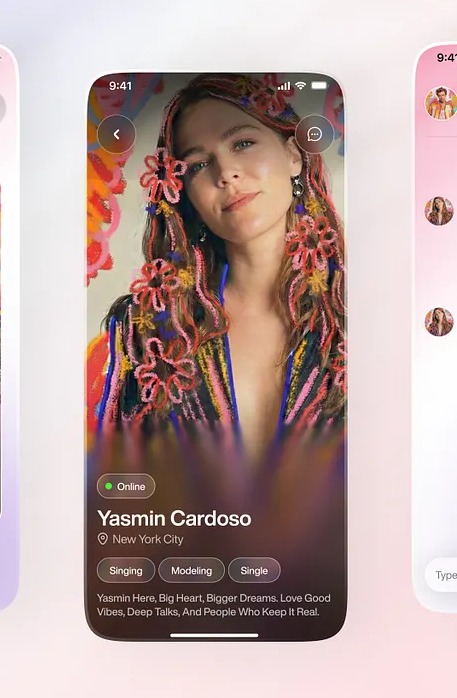 9:41
9:41
Online
Yasmin Cardoso
New York City
Singing
Modeling
Single
Yasmin Here, Big Heart, Bigger Dreams. Love Good
Vibes, Deep Talks, And People Who Keep It Real.
Type